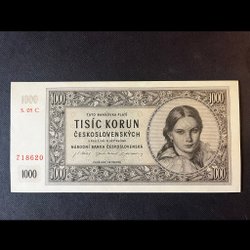 1000
S. 09 C
TATO BANKOVKA PLATÍ
TISÍC KORUN
ČESKOSLOVENSKÝCH
NÁRODNÍ BANKA ČESKOSLOVENSKÁ
718620
1000
1000
1000